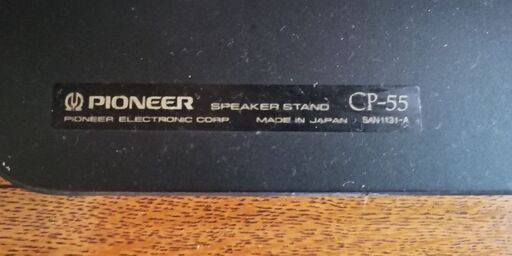 PIONEER SPEAKER STAND CP-55
PIONEER ELECTRONIC CORP. MADE IN JAPAN SAN1131-A